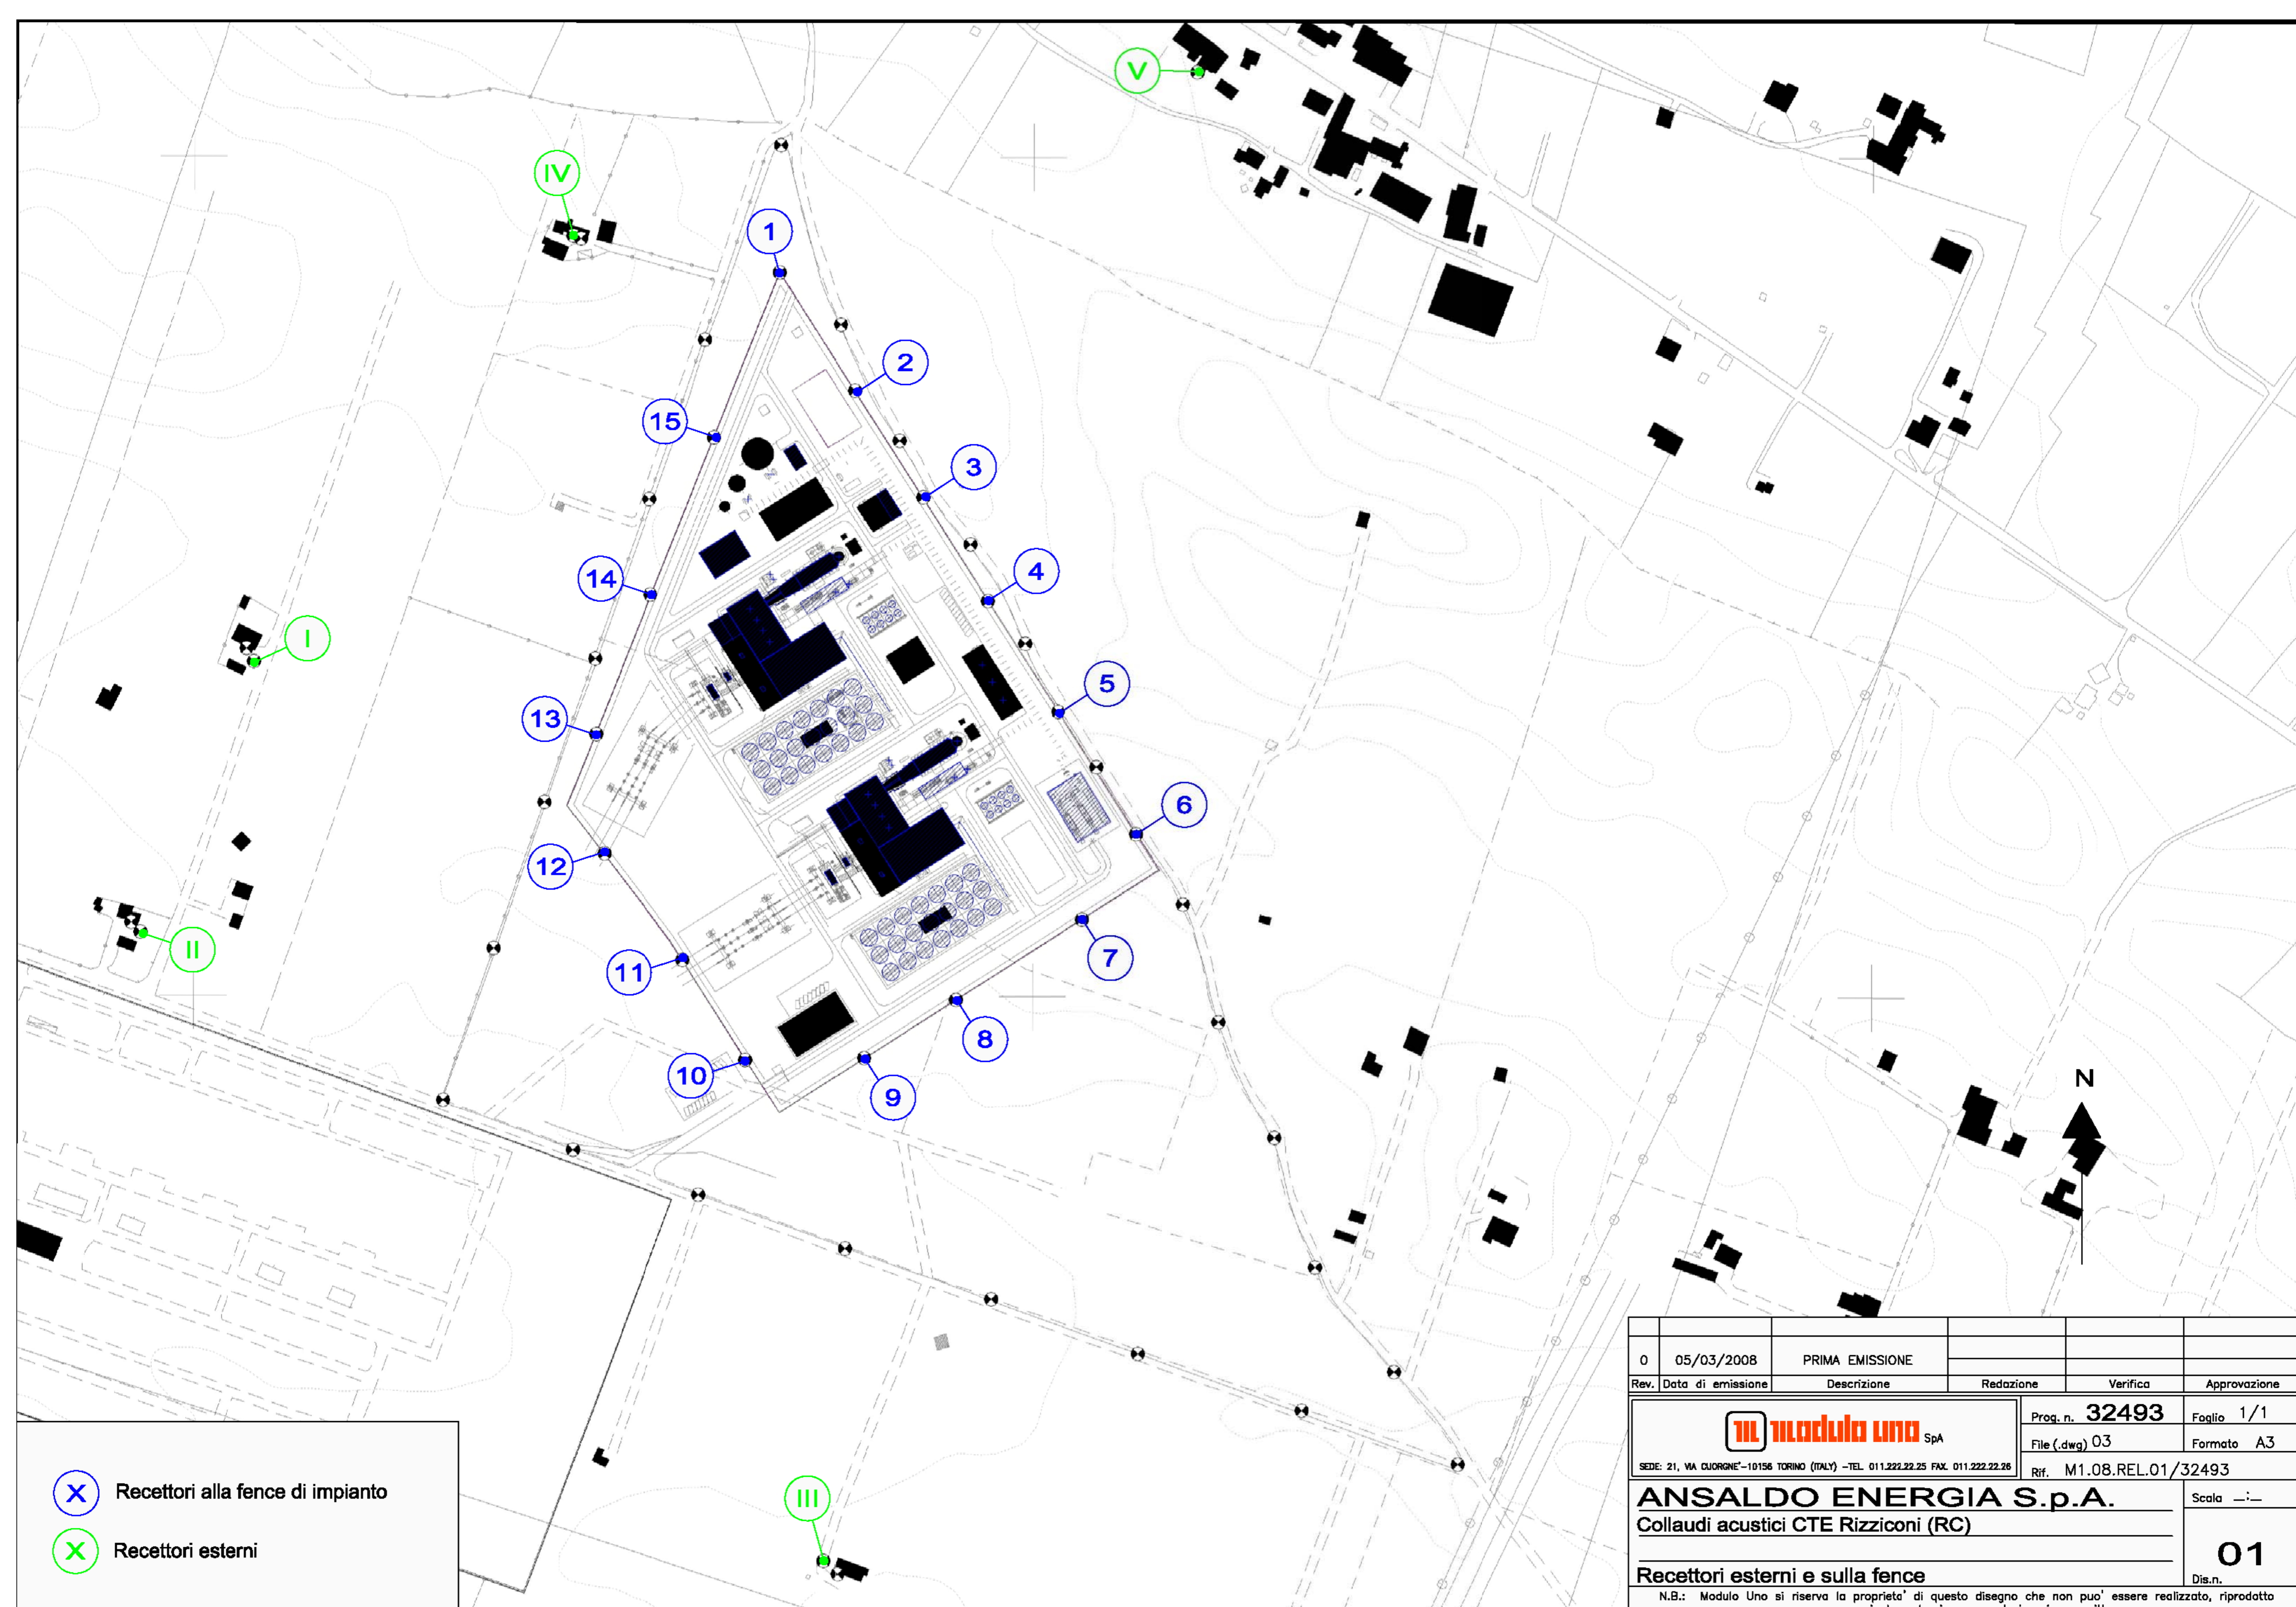 V
IV
1
2
15
3
14
4
I
5
13
6
12
II
11
7
8
10
9
N
III
X Recettori alla fence di impianto
X Recettori esterni
0 05/03/2008 PRIMA EMISSIONE
Rev. Data di emissione Descrizione Redazione Verifica Approvazione
m modulo uno SpA
SEDE: 21, VIA CUORGNE'-10156 TORINO (ITALY) -TEL. 011.222.22.25 FAX. 011.222.22.26
Prog. n. 32493 Foglio 1/1
File (.dwg) 03 Formato A3
Rif. M1.08.REL.01/32493
ANSALDO ENERGIA S.p.A.
Scala _:_
Collaudi acustici CTE Rizziconi (RC)
01
Recettori esterni e sulla fence
Dis.n.
N.B.: Modulo Uno si riserva la proprieta' di questo disegno che non puo' essere realizzato, riprodotto